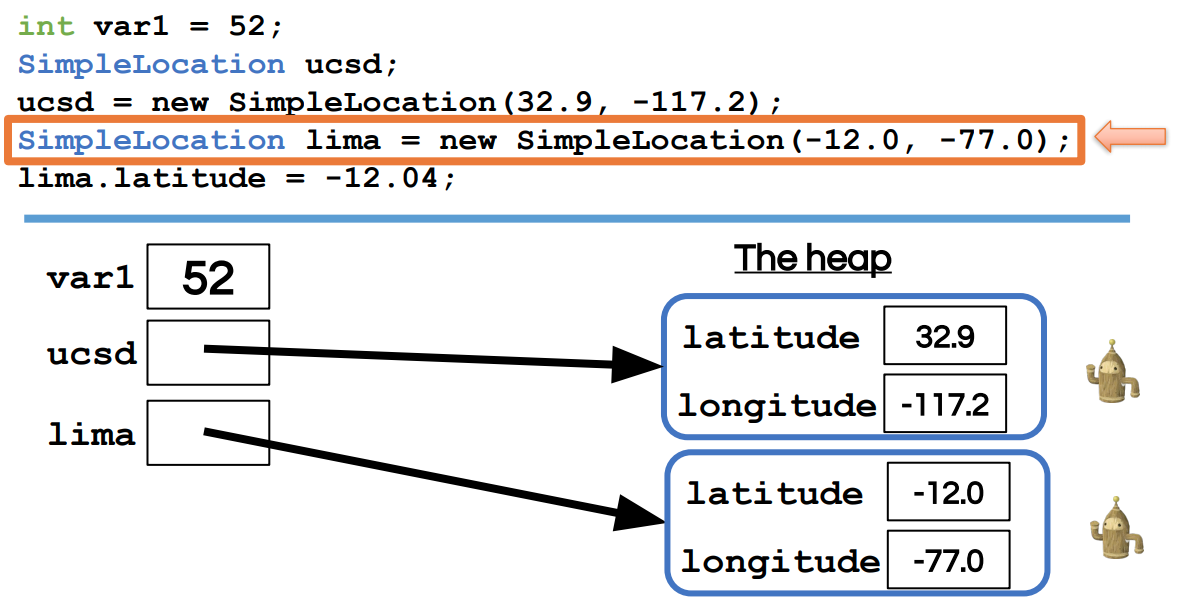 int var1 = 52;
SimpleLocation ucsd;
ucsd = new SimpleLocation(32.9, -117.2);
SimpleLocation lima = new SimpleLocation(-12.0, -77.0);
lima.latitude = -12.04;
The heap
var1 52
ucsd
lima
latitude 32.9
longitude -117.2
latitude -12.0
longitude -77.0